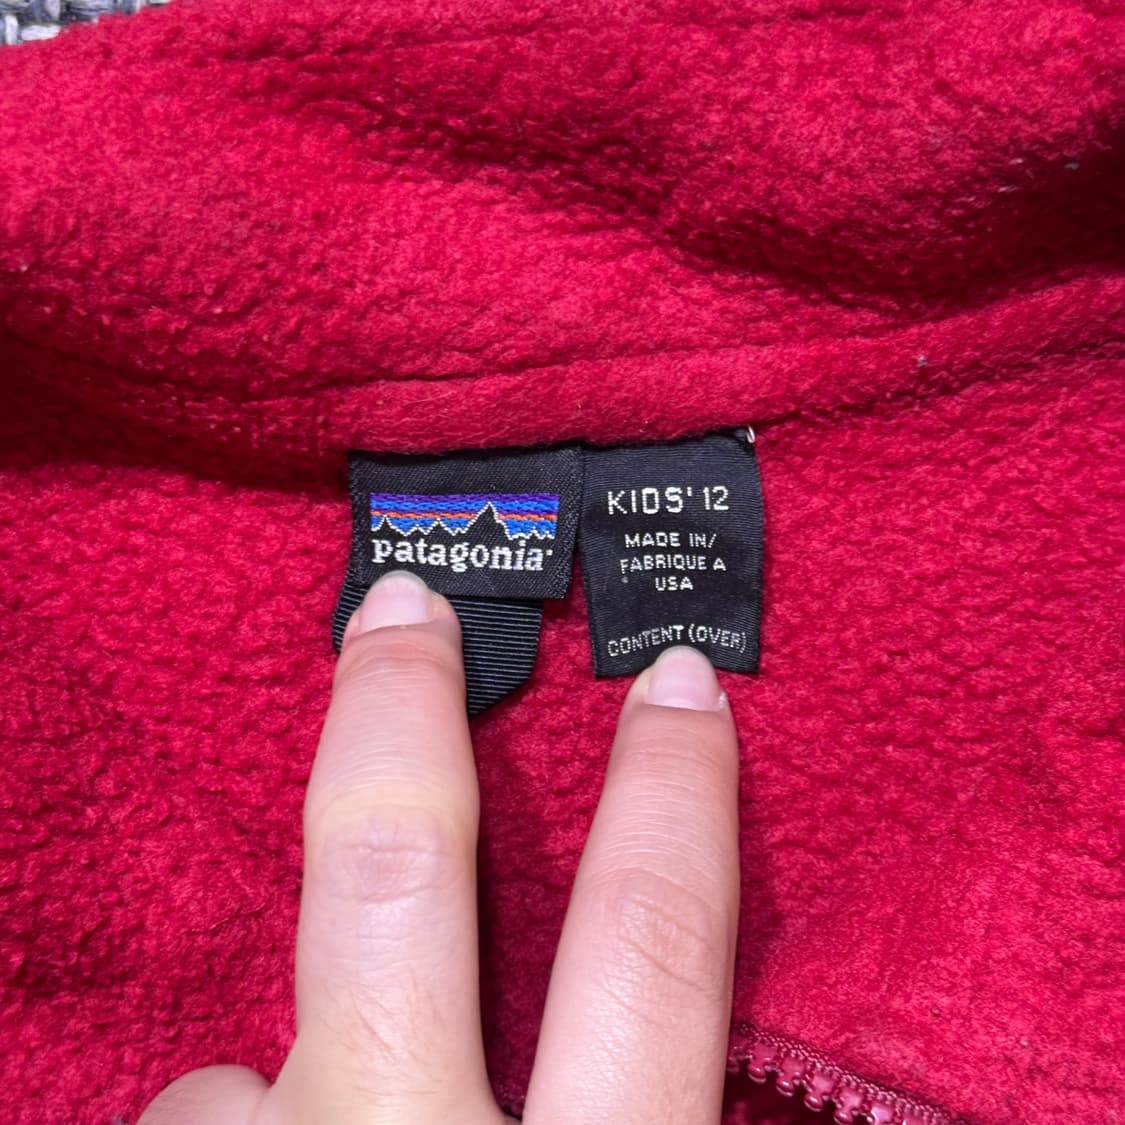 patagonia
KIDS' 12
MADE IN/
FABRIQUE A
USA
CONTENT (OVER)